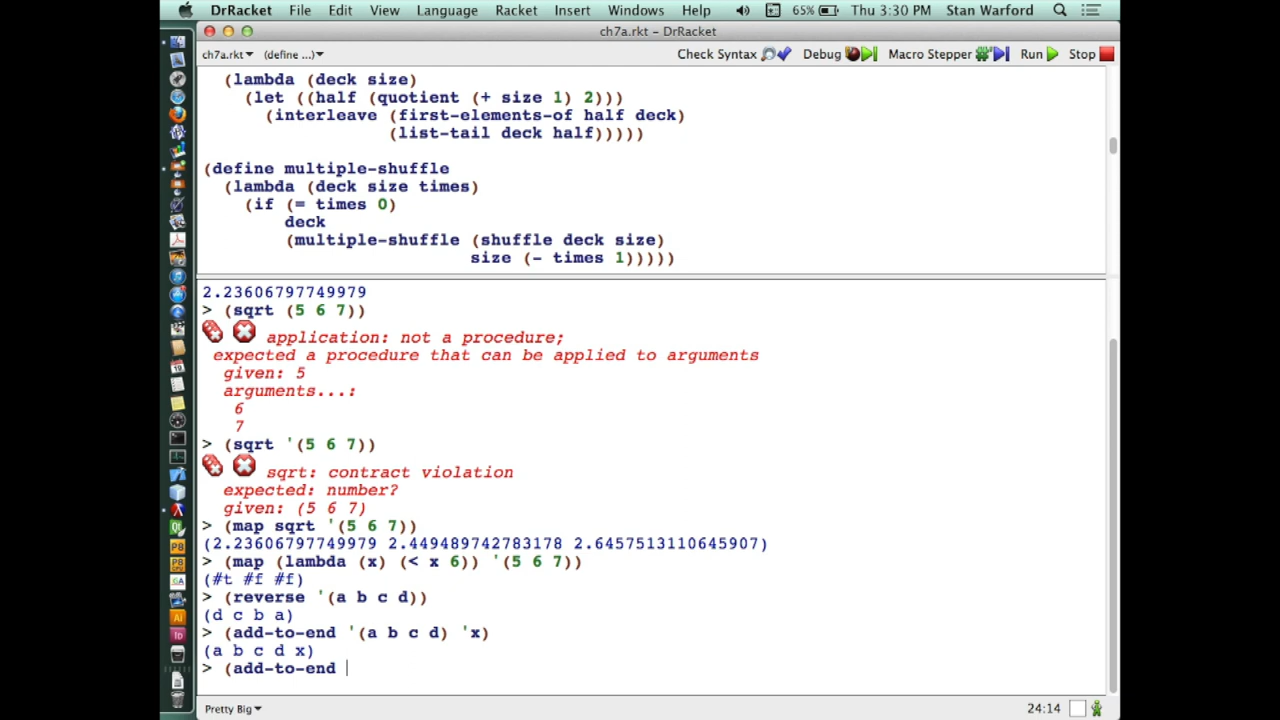 DrRacket File Edit View Language Racket Insert Windows Help 65% Thu 3:30 PM Stan Warford
ch7a.rkt – DrRacket
ch7a.rkt (define ...) Check Syntax Debug Macro Stepper Run Stop
(lambda (deck size)
(let ((half (quotient (+ size 1) 2)))
(interleave (first-elements-of half deck)
(list-tail deck half)))))
(define multiple-shuffle
(lambda (deck size times)
(if (= times 0)
deck
(multiple-shuffle (shuffle deck size)
size (- times 1)))))
2.23606797749979
> (sqrt (5 6 7))
application: not a procedure;
expected a procedure that can be applied to arguments
given: 5
arguments...:
6
7
> (sqrt '(5 6 7))
sqrt: contract violation
expected: number?
given: (5 6 7)
> (map sqrt '(5 6 7))
(2.23606797749979 2.449489742783178 2.6457513110645907)
> (map (lambda (x) (< x 6)) '(5 6 7))
(#t #f #f)
> (reverse '(a b c d))
(d c b a)
> (add-to-end '(a b c d) 'x)
(a b c d x)
> (add-to-end
Pretty Big 24:14